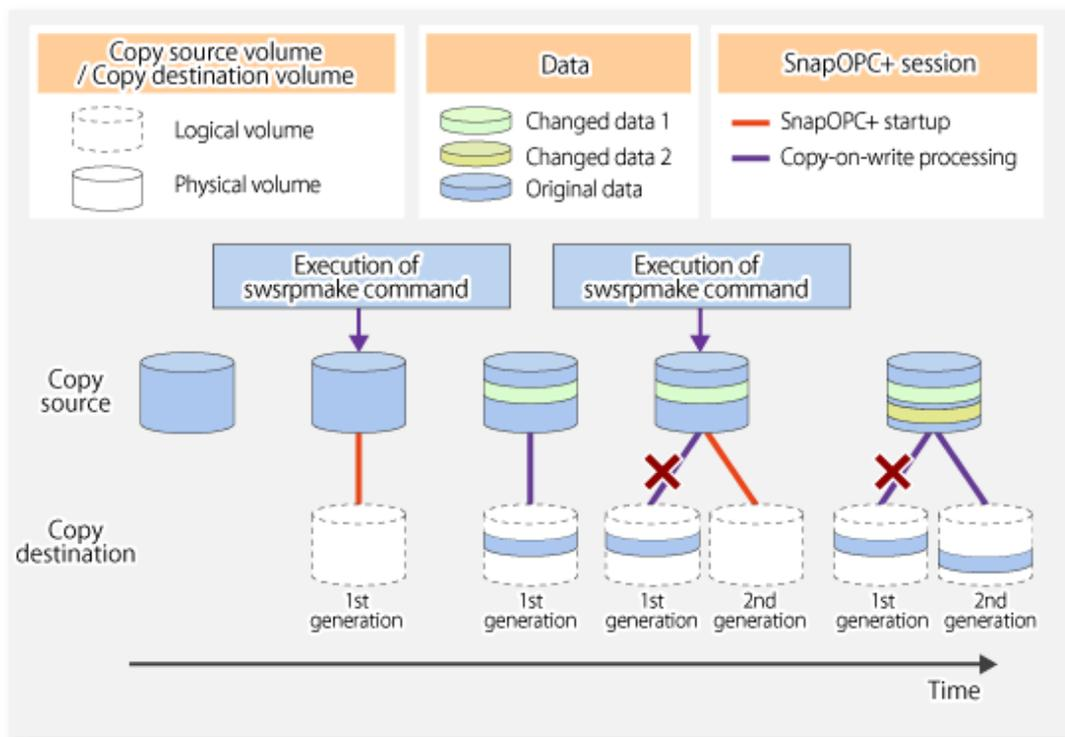 Copy source volume
/ Copy destination volume
Logical volume
Physical volume
Data
Changed data 1
Changed data 2
Original data
SnapOPC+ session
SnapOPC+ startup
Copy-on-write processing
Execution of
swsrpmake command
Execution of
swsrpmake command
Copy
source
Copy
destination
1st
generation
1st
generation
1st
generation
2nd
generation
1st
generation
2nd
generation
Time